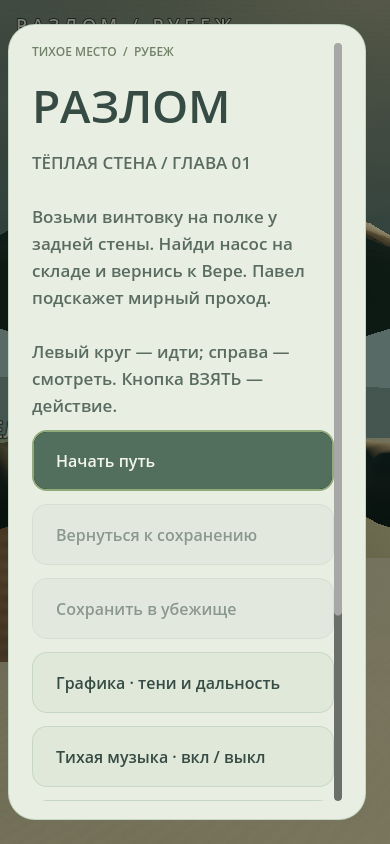 РАЗЛОМ / РУБЕЖ
ТИХОЕ МЕСТО / РУБЕЖ
РАЗЛОМ
ТЁПЛАЯ СТЕНА / ГЛАВА 01
Возьми винтовку на полке у
задней стены. Найди насос на
складе и вернись к Вере. Павел
подскажет мирный проход.
Левый круг — идти; справа —
смотреть. Кнопка ВЗЯТЬ —
действие.
Начать путь
Вернуться к сохранению
Сохранить в убежище
Графика · тени и дальность
Тихая музыка · вкл / выкл